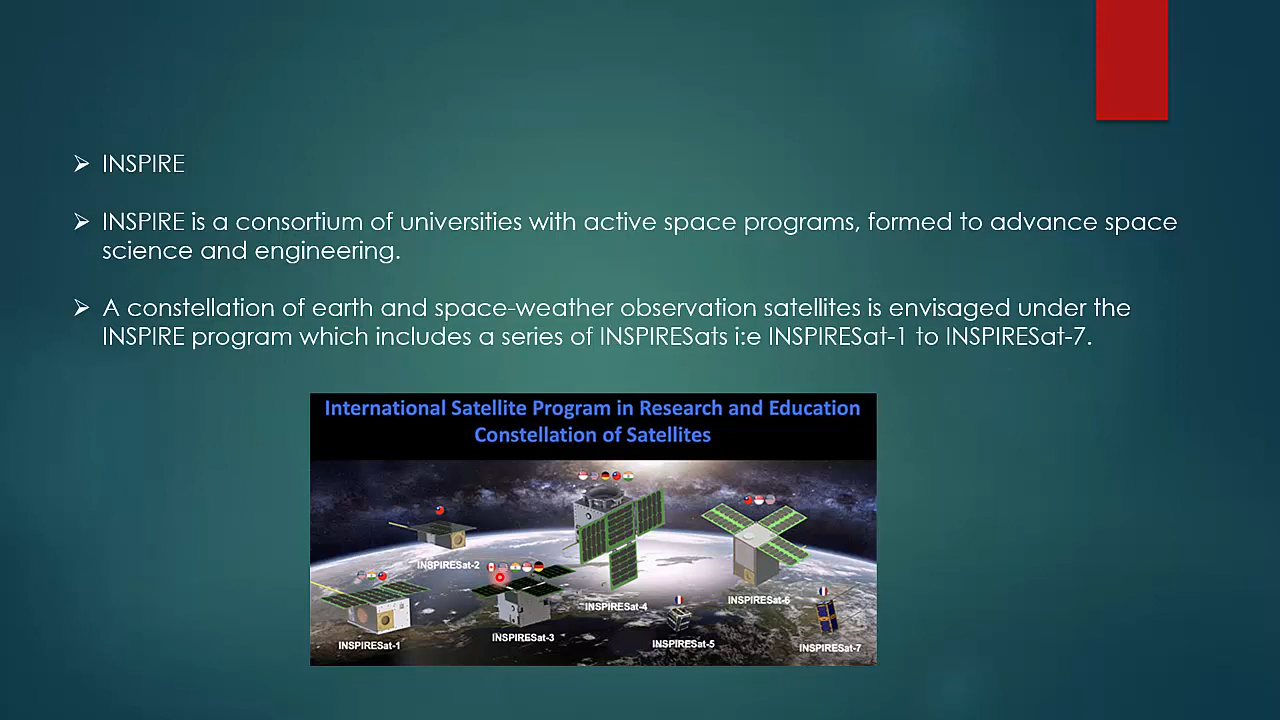 INSPIRE
INSPIRE is a consortium of universities with active space programs, formed to advance space
science and engineering.
A constellation of earth and space-weather observation satellites is envisaged under the
INSPIRE program which includes a series of INSPIRESats i:e INSPIRESat-1 to INSPIRESat-7.
International Satellite Program in Research and Education
Constellation of Satellites
INSPIRESat-2
INSPIRESat-6
INSPIRESat-4
INSPIRESat-3
INSPIRESat-5
INSPIRESat-1
INSPIRESat-7